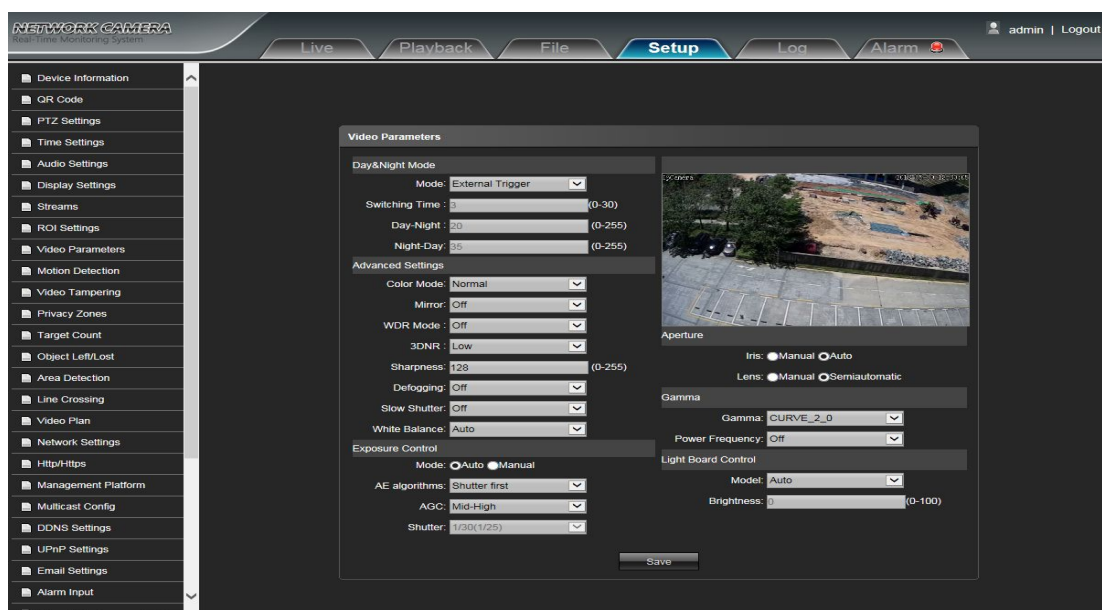 NETWORK CAMERA
Real-Time Monitoring System
admin | Logout
Live
Playback
File
Setup
Log
Alarm
Device Information
QR Code
PTZ Settings
Time Settings
Audio Settings
Display Settings
Streams
ROI Settings
Video Parameters
Motion Detection
Video Tampering
Privacy Zones
Target Count
Object Left/Lost
Area Detection
Line Crossing
Video Plan
Network Settings
Http/Https
Management Platform
Multicast Config
DDNS Settings
UPnP Settings
Email Settings
Alarm Input
Video Parameters
Day&Night Mode
Mode: External Trigger
Switching Time : 3 (0-30)
Day-Night : 20 (0-255)
Night-Day: 35 (0-255)
Advanced Settings
Color Mode: Normal
Mirror: Off
WDR Mode : Off
3DNR : Low
Sharpness: 128 (0-255)
Defogging: Off
Slow Shutter: Off
White Balance: Auto
Exposure Control
Mode: Auto Manual
AE algorithms: Shutter first
AGC: Mid-High
Shutter: 1/30(1/25)
Aperture
Iris: Manual Auto
Lens: Manual Semiautomatic
Gamma
Gamma: CURVE_2_0
Power Frequency: Off
Light Board Control
Model: Auto
Brightness: 0 (0-100)
Save